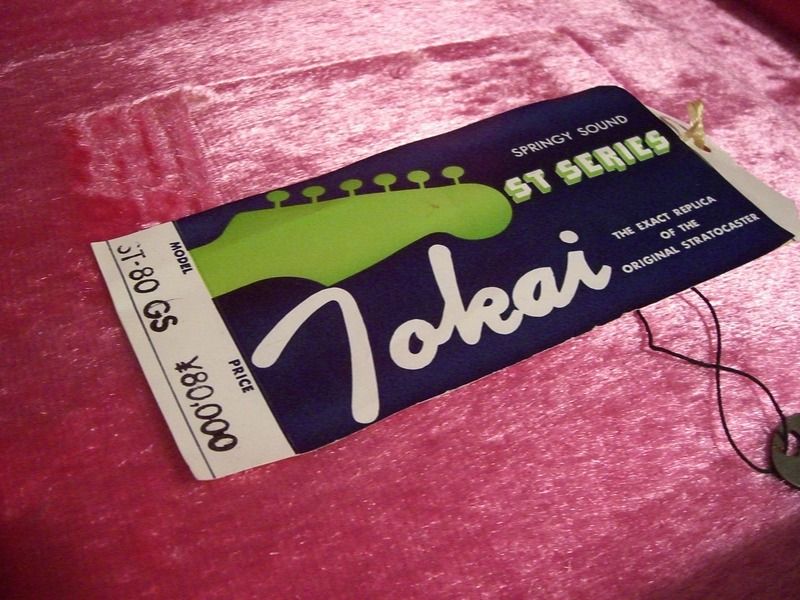 SPRINGY SOUND
ST SERIES
Tokai
THE EXACT REPLICA
OF THE
ORIGINAL STRATOCASTER
MODEL
ST-80 GS
PRICE
¥80,000